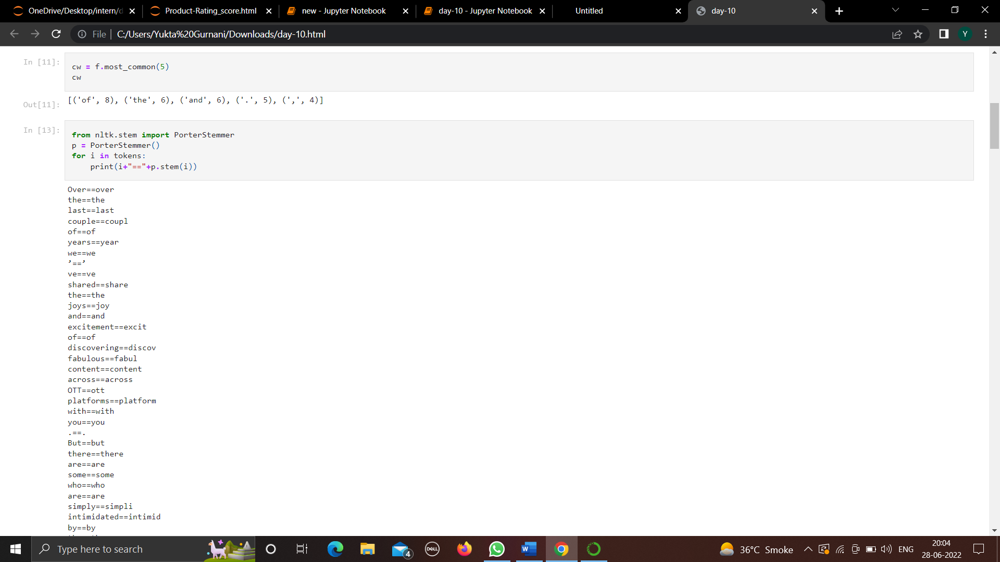 OneDrive/Desktop/intern/d
Product-Rating_score.html
new - Jupyter Notebook
day-10 - Jupyter Notebook
Untitled
day-10
File
C:/Users/Yukta%20Gurnani/Downloads/day-10.html
Y
In [11]:
cw = f.most_common(5)
cw
Out[11]:
[('of', 8), ('the', 6), ('and', 6), ('.', 5), (',', 4)]
In [13]:
from nltk.stem import PorterStemmer
p = PorterStemmer()
for i in tokens:
    print(i+"=="+p.stem(i))
Over==over
the==the
last==last
couple==coupl
of==of
years==year
we==we
’==’
ve==ve
shared==share
the==the
joys==joy
and==and
excitement==excit
of==of
discovering==discov
fabulous==fabul
content==content
across==across
OTT==ott
platforms==platform
with==with
you==you
.==.
But==but
there==there
are==are
some==some
who==who
are==are
simply==simpli
intimidated==intimid
by==by
Type here to search
4
DELL
W
36°C Smoke
ENG
20:04
28-06-2022